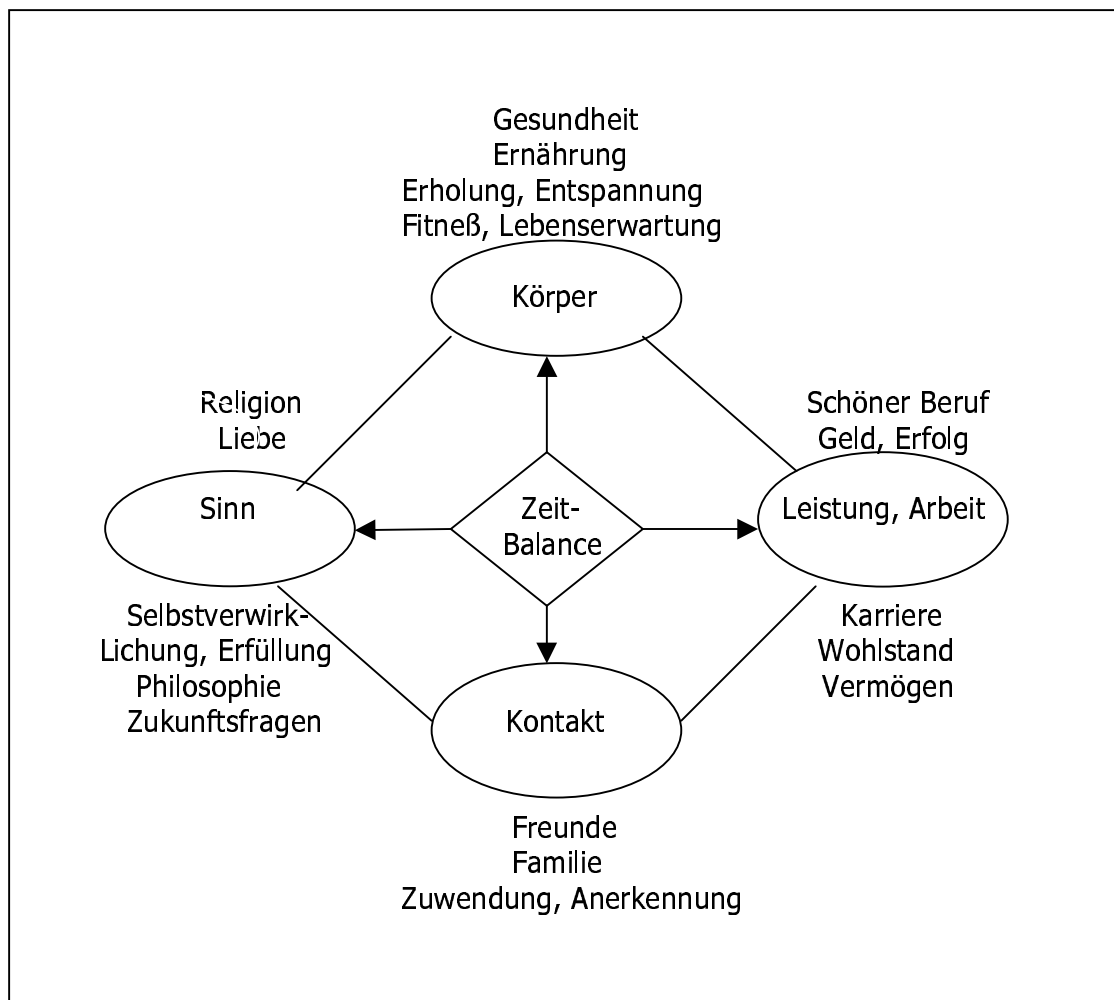 Gesundheit
Ernährung
Erholung, Entspannung
Fitneß, Lebenserwartung
Körper
Religion
Liebe
Sinn
Selbstverwirk-
Lichung, Erfüllung
Philosophie
Zukunftsfragen
Zeit-
Balance
Schöner Beruf
Geld, Erfolg
Leistung, Arbeit
Karriere
Wohlstand
Vermögen
Kontakt
Freunde
Familie
Zuwendung, Anerkennung